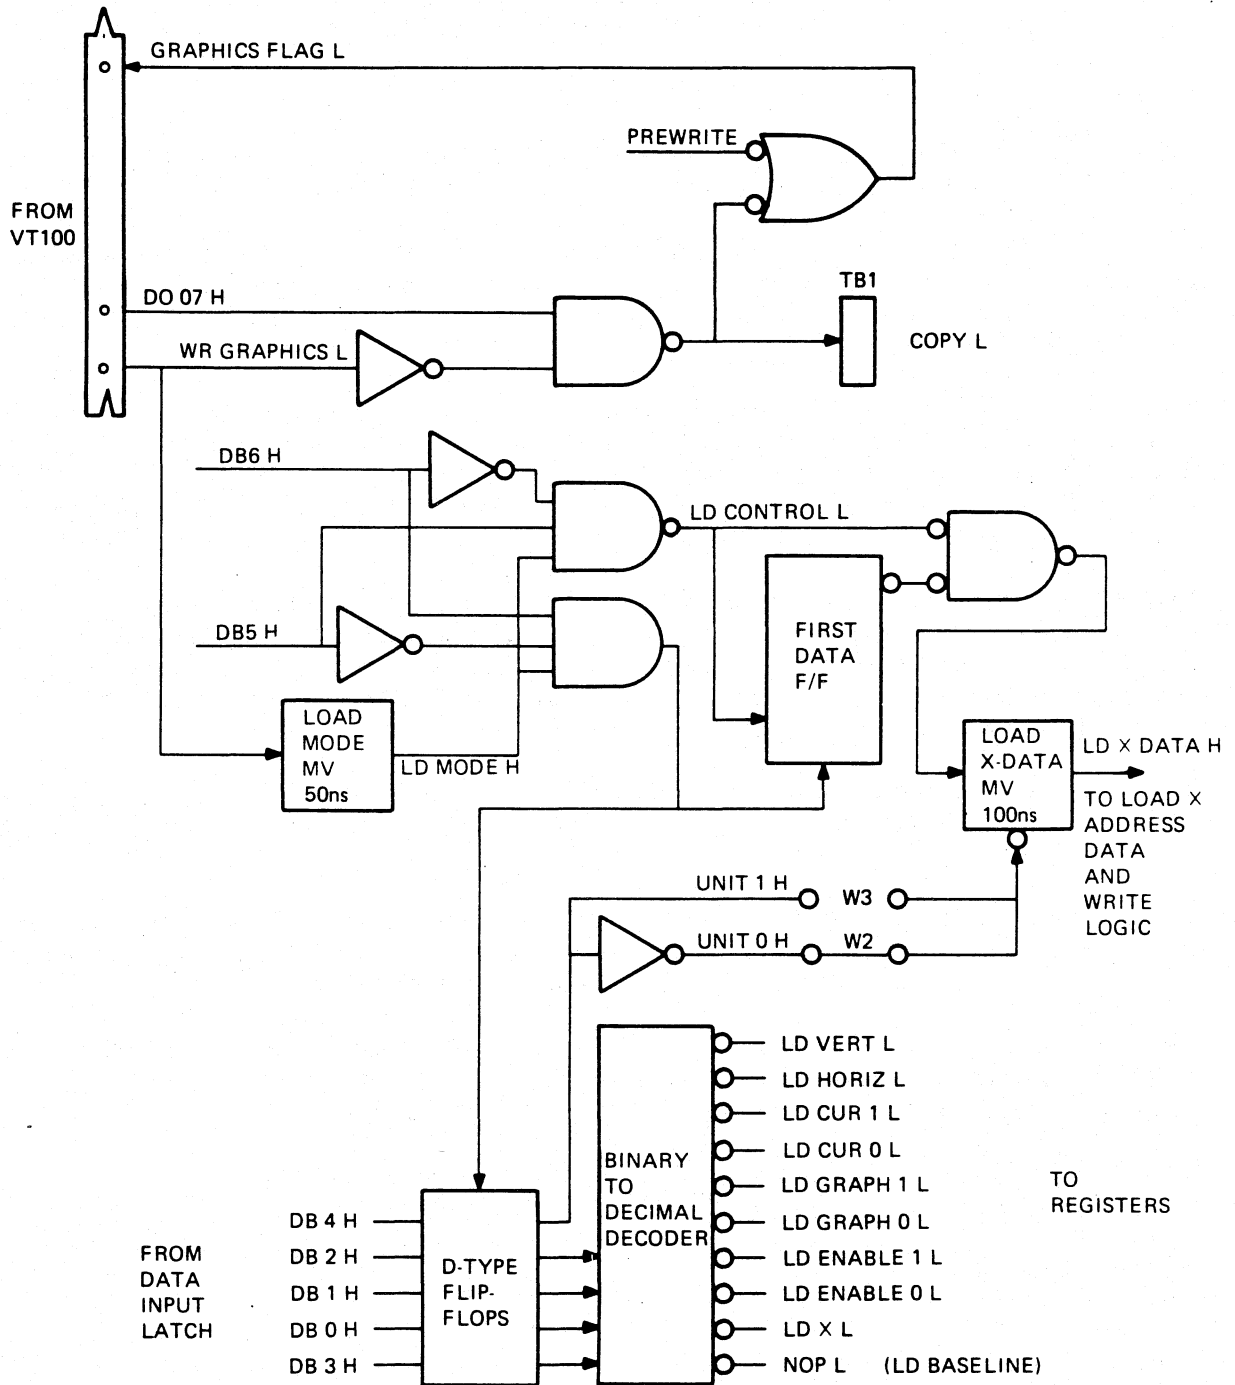 GRAPHICS FLAG L
PREWRITE
FROM
VT100
TB1
DO 07 H
WR GRAPHICS L
COPY L
DB6 H
LD CONTROL L
DB5 H
FIRST
DATA
F/F
LOAD
MODE
MV
50ns
LD MODE H
LOAD
X-DATA
MV
100ns
LD X DATA H
TO LOAD X
ADDRESS
DATA
AND
WRITE
LOGIC
UNIT 1 H
W3
UNIT 0 H
W2
BINARY
TO
DECIMAL
DECODER
LD VERT L
LD HORIZ L
LD CUR 1 L
LD CUR 0 L
LD GRAPH 1 L
LD GRAPH 0 L
LD ENABLE 1 L
LD ENABLE 0 L
LD X L
NOP L (LD BASELINE)
TO
REGISTERS
FROM
DATA
INPUT
LATCH
DB 4 H
DB 2 H
DB 1 H
DB 0 H
DB 3 H
D-TYPE
FLIP-
FLOPS